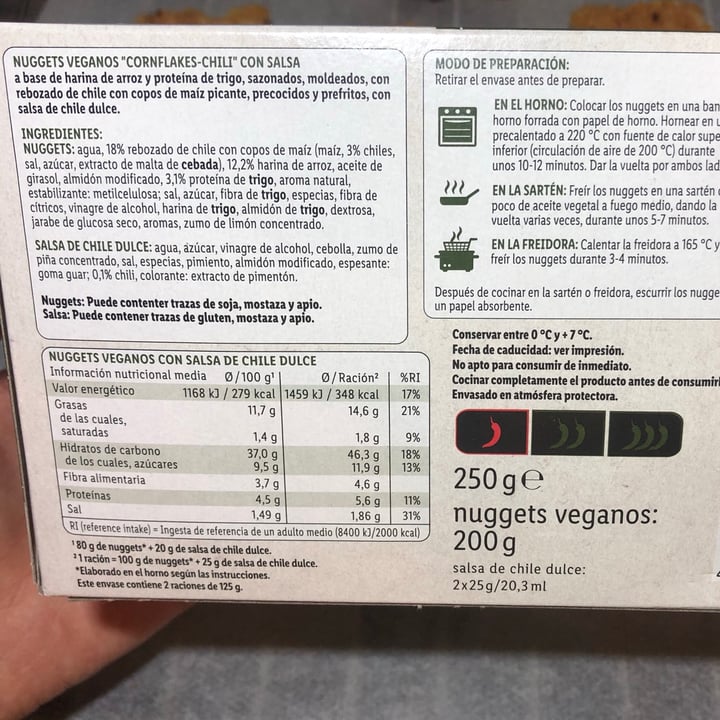 NUGGETS VEGANOS "CORNFLAKES-CHILI" CON SALSA
a base de harina de arroz y proteína de trigo, sazonados, moldeados, con
rebozado de chile con copos de maíz picante, precocidos y prefritos, con
salsa de chile dulce.
INGREDIENTES:
NUGGETS: agua, 18% rebozado de chile con copos de maíz (maíz, 3% chiles,
sal, azúcar, extracto de malta de cebada), 12,2% harina de arroz, aceite de
girasol, almidón modificado, 3,1% proteína de trigo, aroma natural,
estabilizante: metilcelulosa; sal, azúcar, fibra de trigo, especias, fibra de
cítricos, vinagre de alcohol, harina de trigo, almidón de trigo, dextrosa,
jarabe de glucosa seco, aromas, zumo de limón concentrado.
SALSA DE CHILE DULCE: agua, azúcar, vinagre de alcohol, cebolla, zumo de
piña concentrado, sal, especias, pimiento, almidón modificado, espesante:
goma guar; 0,1% chili, colorante: extracto de pimentón.
Nuggets: Puede contenter trazas de soja, mostaza y apio.
Salsa: Puede contener trazas de gluten, mostaza y apio.
NUGGETS VEGANOS CON SALSA DE CHILE DULCE
Información nutricional media Ø/100 g¹ Ø/Ración² %RI
Valor energético 1168 kJ / 279 kcal 1459 kJ / 348 kcal 17%
Grasas 11,7 g 14,6 g 21%
de las cuales,
saturadas 1,4 g 1,8 g 9%
Hidratos de carbono 37,0 g 46,3 g 18%
de los cuales, azúcares 9,5 g 11,9 g 13%
Fibra alimentaria 3,7 g 4,6 g
Proteínas 4,5 g 5,6 g 11%
Sal 1,49 g 1,86 g 31%
RI (reference intake) = Ingesta de referencia de un adulto medio (8400 kJ/2000 kcal)
¹80 g de nuggets* + 20 g de salsa de chile dulce.
²1 ración = 100 g de nuggets* + 25 g de salsa de chile dulce.
*Elaborado en el horno según las instrucciones.
Este envase contiene 2 raciones de 125 g.
MODO DE PREPARACIÓN:
Retirar el envase antes de preparar.
EN EL HORNO: Colocar los nuggets en una ban
horno forrada con papel de horno. Hornear en
precalentado a 220 °C con fuente de calor supe
inferior (circulación de aire de 200 °C) durante
unos 10-12 minutos. Dar la vuelta por ambos lad
EN LA SARTÉN: Freír los nuggets en una sartén
poco de aceite vegetal a fuego medio, dando la
vuelta varias veces, durante unos 5-7 minutos.
EN LA FREIDORA: Calentar la freidora a 165 °C y
freír los nuggets durante 3-4 minutos.
Después de cocinar en la sartén o freidora, escurrir los nugge
un papel absorbente.
Conservar entre 0 °C y +7 °C.
Fecha de caducidad: ver impresión.
No apto para consumir de inmediato.
Cocinar completamente el producto antes de consumir
Envasado en atmósfera protectora.
250 g e
nuggets veganos:
200 g
salsa de chile dulce:
2x25g/20,3 ml